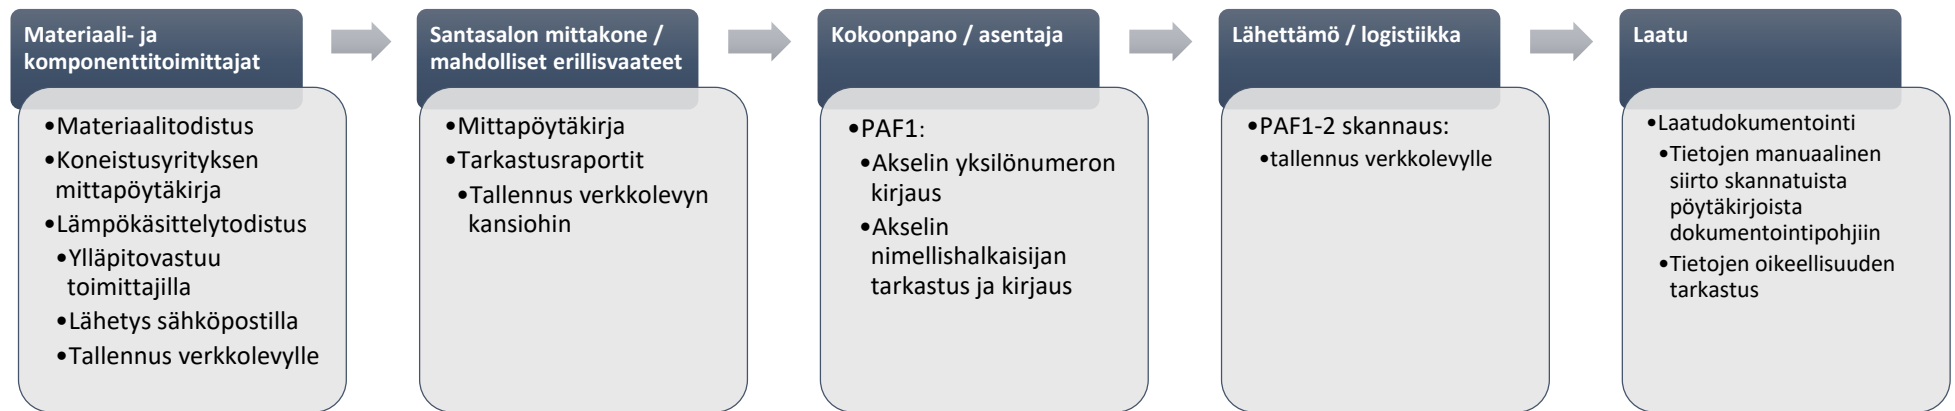 Materiaali- ja
komponenttitoimittajat
•Materiaalitodistus
•Koneistusyrityksen
mittapöytäkirja
•Lämpökäsittelytodistus
•Ylläpitovastuu
toimittajilla
•Lähetys sähköpostilla
•Tallennus verkkolevylle
Santasalon mittakone /
mahdolliset erillisvaateet
•Mittapöytäkirja
•Tarkastusraportit
•Tallennus verkkolevyn
kansiohin
Kokoonpano / asentaja
•PAF1:
•Akselin yksilönumeron
kirjaus
•Akselin
nimellishalkaisijan
tarkastus ja kirjaus
Lähettämö / logistiikka
•PAF1-2 skannaus:
•tallennus verkkolevylle
Laatu
•Laatudokumentointi
•Tietojen manuaalinen
siirto skannatuista
pöytäkirjoista
dokumentointipohjiin
•Tietojen oikeellisuuden
tarkastus